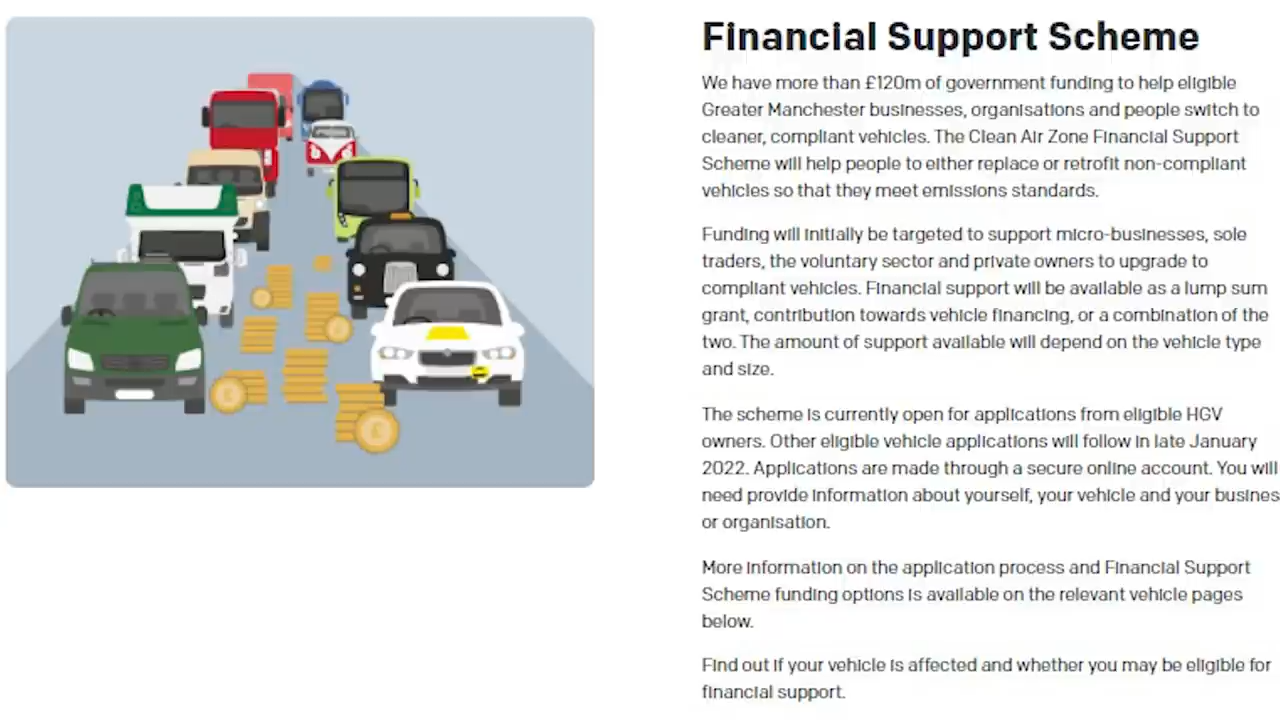 Financial Support Scheme
We have more than £120m of government funding to help eligible
Greater Manchester businesses, organisations and people switch to
cleaner, compliant vehicles. The Clean Air Zone Financial Support
Scheme will help people to either replace or retrofit non-compliant
vehicles so that they meet emissions standards.
Funding will initially be targeted to support micro-businesses, sole
traders, the voluntary sector and private owners to upgrade to
compliant vehicles. Financial support will be available as a lump sum
grant, contribution towards vehicle financing, or a combination of the
two. The amount of support available will depend on the vehicle type
and size.
The scheme is currently open for applications from eligible HGV
owners. Other eligible vehicle applications will follow in late January
2022. Applications are made through a secure online account. You will
need provide information about yourself, your vehicle and your busines
or organisation.
More information on the application process and Financial Support
Scheme funding options is available on the relevant vehicle pages
below.
Find out if your vehicle is affected and whether you may be eligible for
financial support.